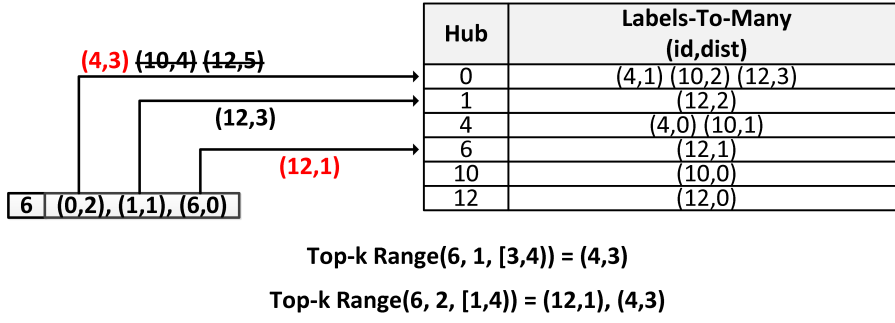 Hub Labels-To-Many
(id,dist)
(4,3) (10,4) (12,5)
0 (4,1) (10,2) (12,3)
1 (12,2)
(12,3)
4 (4,0) (10,1)
6 (12,1)
(12,1)
10 (10,0)
12 (12,0)
6 (0,2), (1,1), (6,0)
Top-k Range(6, 1, [3,4)) = (4,3)
Top-k Range(6, 2, [1,4)) = (12,1), (4,3)